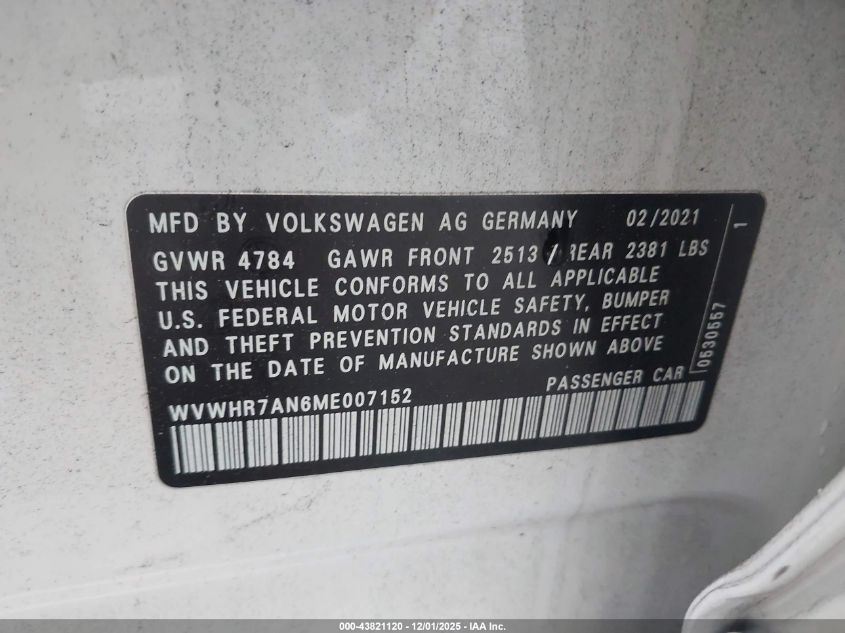 MFD BY VOLKSWAGEN AG GERMANY 02/2021
GVWR 4784 GAWR FRONT 2513 / REAR 2381 LBS
THIS VEHICLE CONFORMS TO ALL APPLICABLE
U.S. FEDERAL MOTOR VEHICLE SAFETY, BUMPER
AND THEFT PREVENTION STANDARDS IN EFFECT
ON THE DATE OF MANUFACTURE SHOWN ABOVE
WVWHR7AN6ME007152 PASSENGER CAR
0530557 1
000-43821120 • 12/01/2025 • IAA Inc.